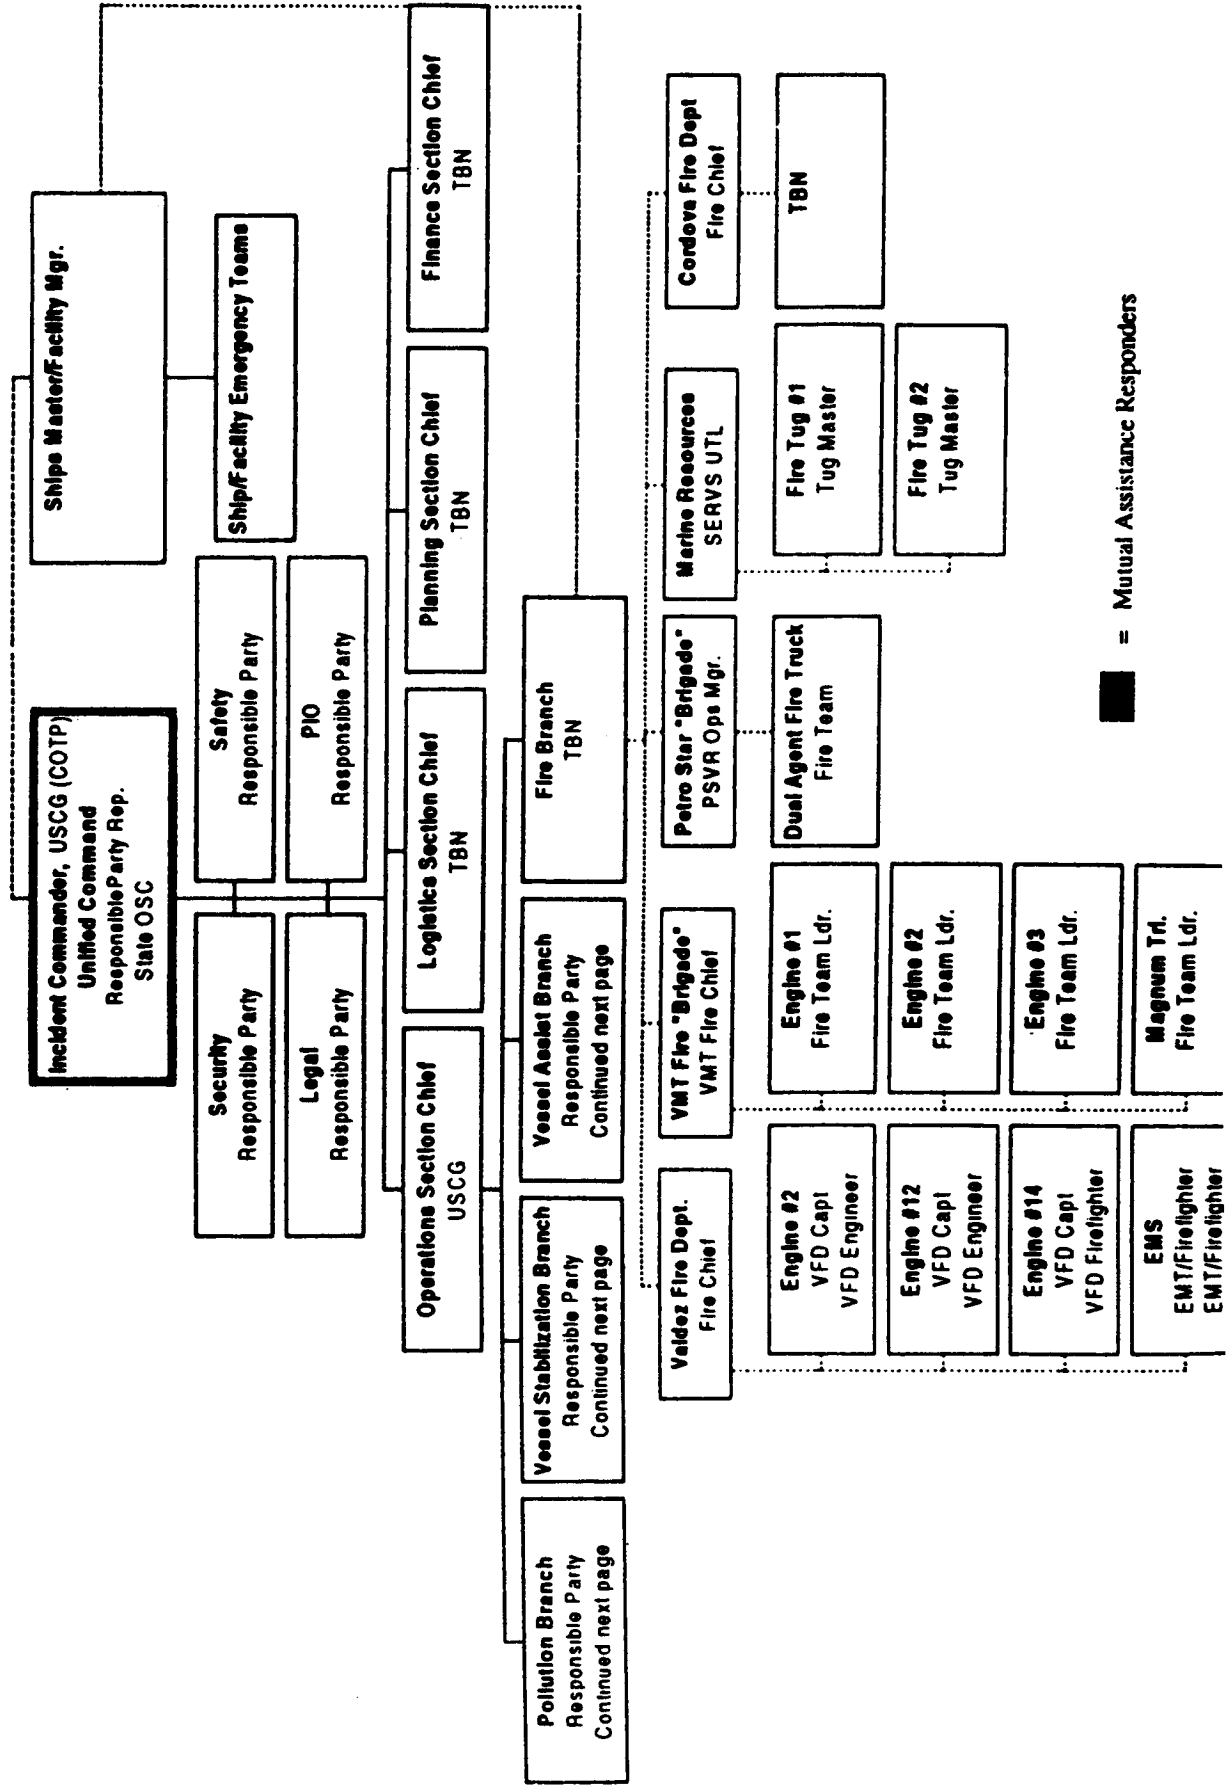 Incident Commander, USCG (COTP)
Unified Command
ResponsibleParty Rep.
State OSC
Ships Master/Facility Mgr.
Ship/Facility Emergency Teams
Security
Responsible Party
Safety
Responsible Party
Legal
Responsible Party
PIO
Responsible Party
Operations Section Chief
USCG
Logistics Section Chief
TBN
Planning Section Chief
TBN
Finance Section Chief
TBN
Pollution Branch
Responsible Party
Continued next page
Vessel Stabilization Branch
Responsible Party
Continued next page
Vessel Assist Branch
Responsible Party
Continued next page
Fire Branch
TBN
Valdez Fire Dept.
Fire Chief
VMT Fire "Brigade"
VMT Fire Chief
Petro Star "Brigade"
PSVR Ops Mgr.
Marine Resources
SERVS UTL
Cordova Fire Dept
Fire Chief
Engine #2
VFD Capt
VFD Engineer
Engine #1
Fire Team Ldr.
Dual Agent Fire Truck
Fire Team
Fire Tug #1
Tug Master
TBN
Engine #12
VFD Capt
VFD Engineer
Engine #2
Fire Team Ldr.
Fire Tug #2
Tug Master
Engine #14
VFD Capt
VFD Firefighter
Engine #3
Fire Team Ldr.
EMS
EMT/Firefighter
EMT/Firefighter
Magnum Trl.
Fire Team Ldr.
= Mutual Assistance Responders